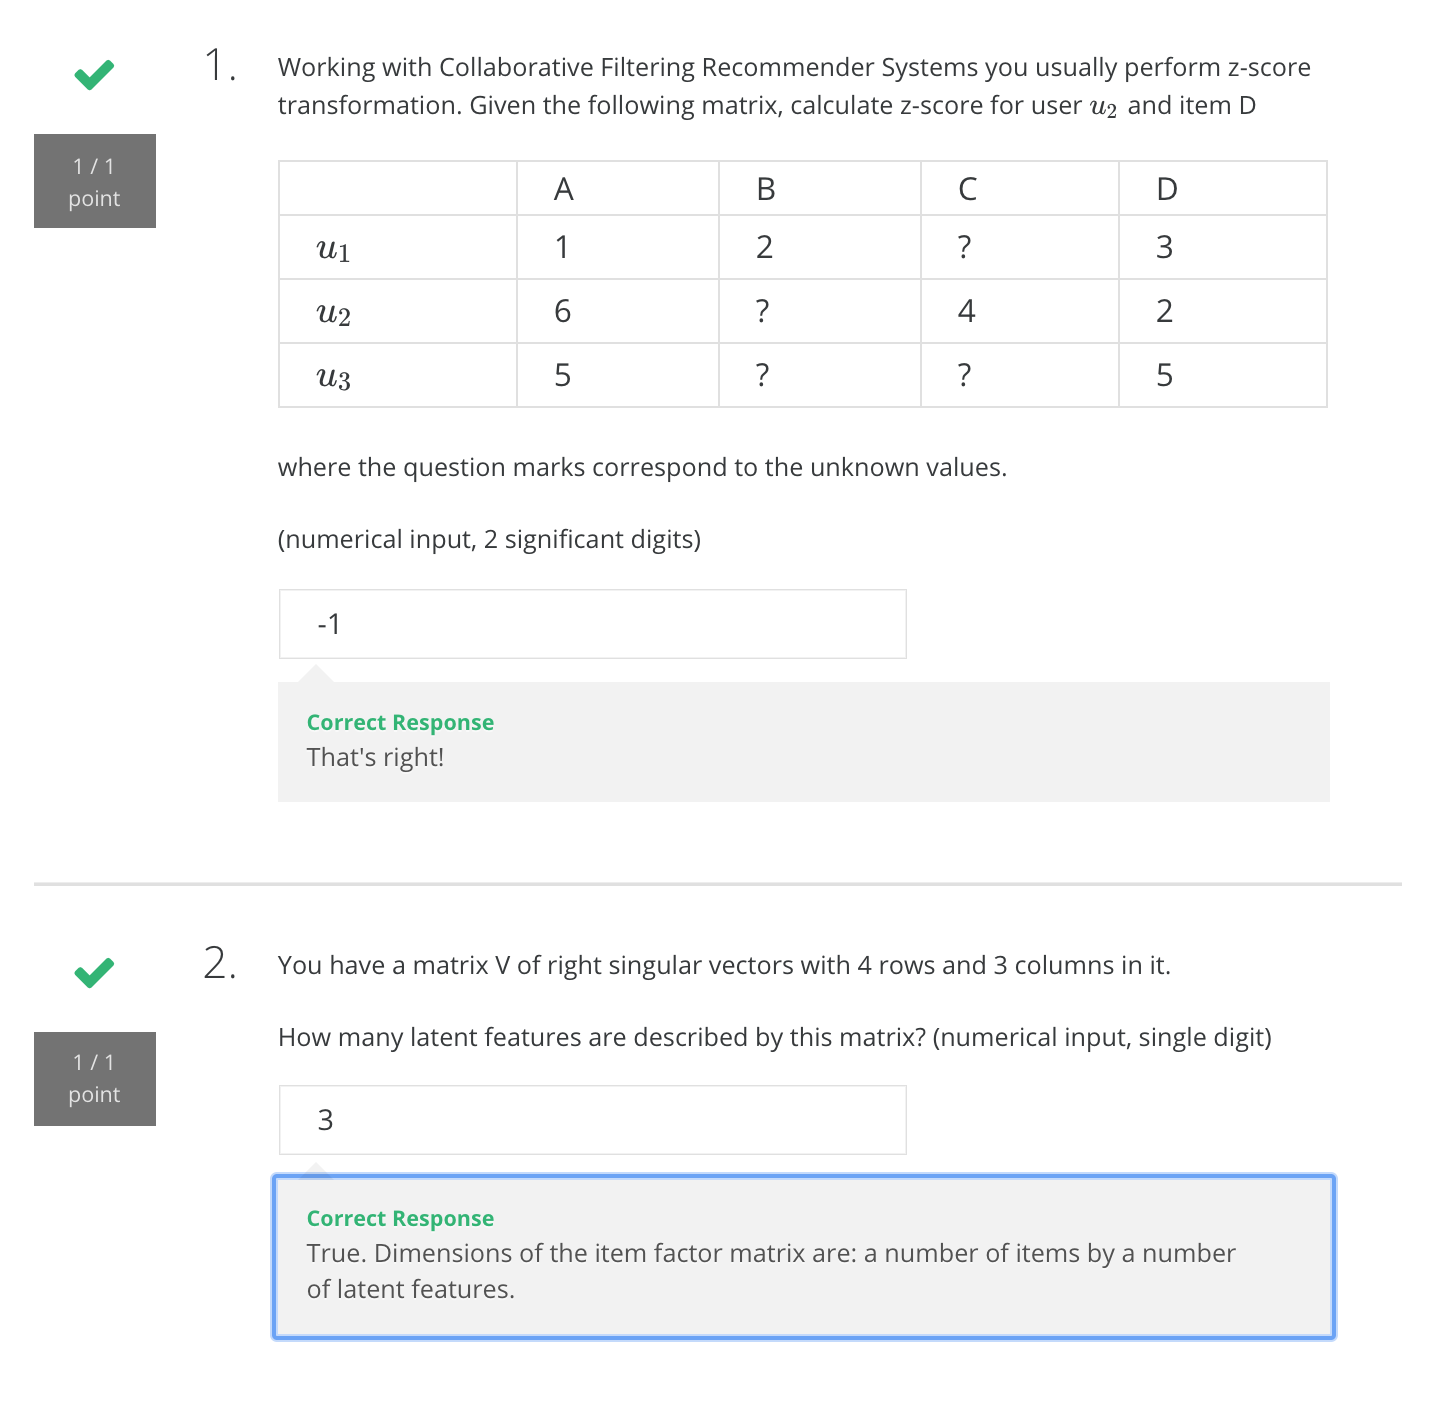 1.
Working with Collaborative Filtering Recommender Systems you usually perform z-score
transformation. Given the following matrix, calculate z-score for user u₂ and item D
1 / 1
point
A B C D
u₁ 1 2 ? 3
u₂ 6 ? 4 2
u₃ 5 ? ? 5
where the question marks correspond to the unknown values.
(numerical input, 2 significant digits)
-1
Correct Response
That's right!
2.
You have a matrix V of right singular vectors with 4 rows and 3 columns in it.
1 / 1
point
How many latent features are described by this matrix? (numerical input, single digit)
3
Correct Response
True. Dimensions of the item factor matrix are: a number of items by a number
of latent features.